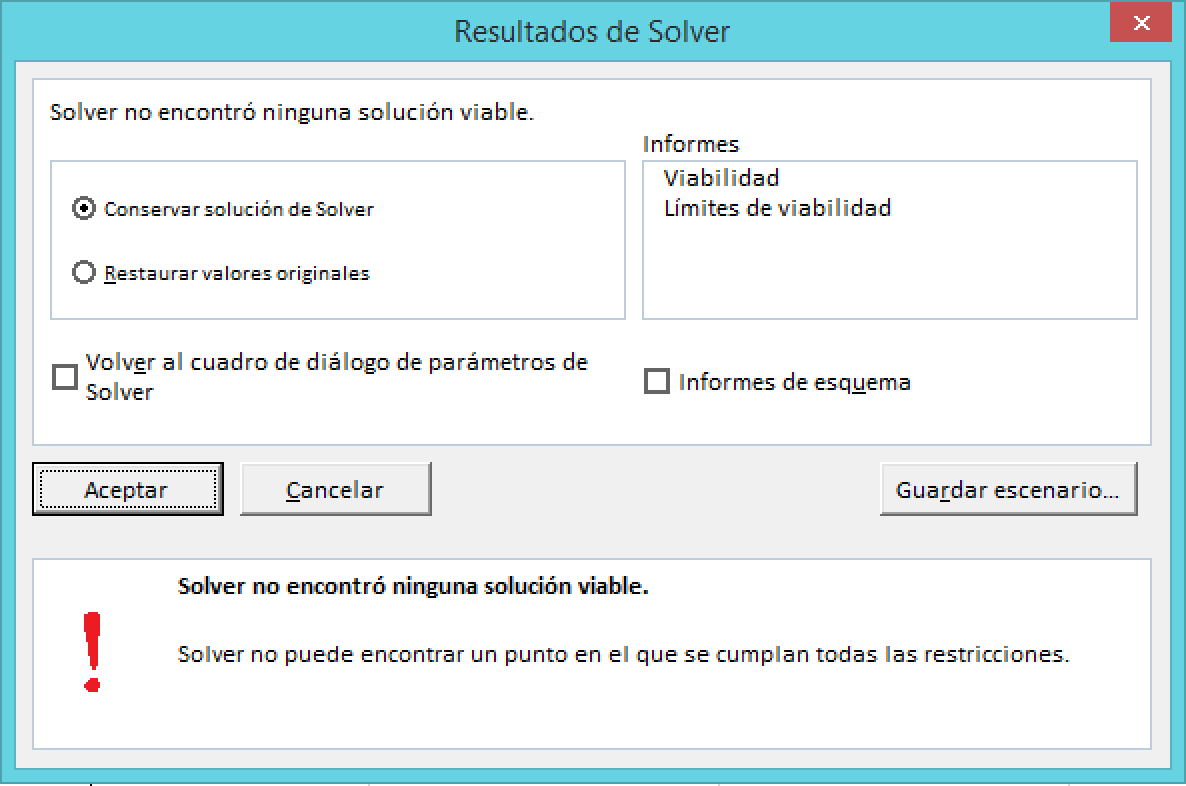 Resultados de Solver
Solver no encontró ninguna solución viable.
Informes
Viabilidad
Límites de viabilidad
Conservar solución de Solver
Restaurar valores originales
Volver al cuadro de diálogo de parámetros de
Solver
Informes de esquema
Aceptar
Cancelar
Guardar escenario...
Solver no encontró ninguna solución viable.
Solver no puede encontrar un punto en el que se cumplan todas las restricciones.